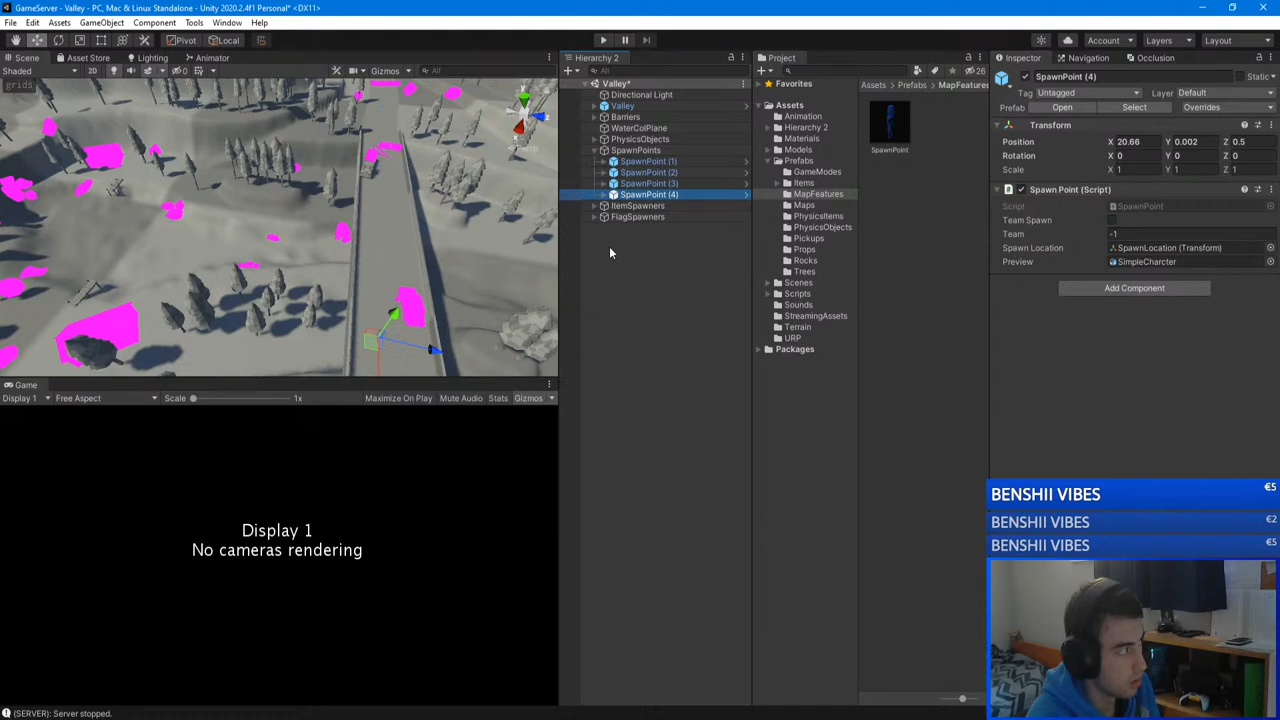 GameServer - Valley - PC, Mac & Linux Standalone - Unity 2020.2.4f1 Personal* <DX11>
File Edit Assets GameObject Component Tools Window Help
Pivot Local Account Layers Layout
Scene Asset Store Lighting Animator
Shaded 2D 0 Gizmos All
grids
Persp
Game
Display 1 Free Aspect Scale 1x Maximize On Play Mute Audio Stats Gizmos
Display 1
No cameras rendering
Hierarchy 2
All
Valley*
Directional Light
Valley
Barriers
WaterColPlane
PhysicsObjects
SpawnPoints
SpawnPoint (1)
SpawnPoint (2)
SpawnPoint (3)
SpawnPoint (4)
ItemSpawners
FlagSpawners
Project
26
Favorites
Assets
Animation
Hierarchy 2
Materials
Models
Prefabs
GameModes
Items
MapFeatures
Maps
PhysicsItems
PhysicsObjects
Pickups
Props
Rocks
Trees
Scenes
Scripts
Sounds
StreamingAssets
Terrain
URP
Packages
Assets Prefabs MapFeatures
SpawnPoint
Inspector Navigation Occlusion
SpawnPoint (4) Static
Tag Untagged Layer Default
Prefab Open Select Overrides
Transform
Position X 20.66 Y 0.002 Z 0.5
Rotation X 0 Y 0 Z 0
Scale X 1 Y 1 Z 1
Spawn Point (Script)
Script SpawnPoint
Team Spawn
Team -1
Spawn Location SpawnLocation (Transform)
Preview SimpleCharcter
Add Component
BENSHII VIBES €5
BENSHII VIBES €2
BENSHII VIBES €5
(SERVER): Server stopped.